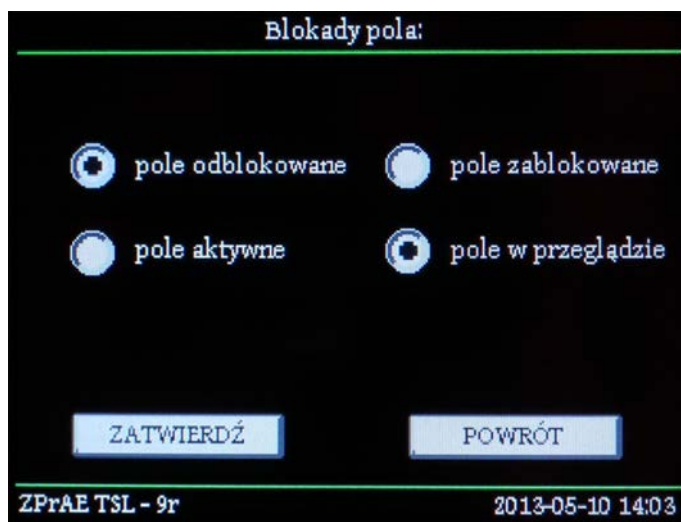 Blokady pola:
pole odblokowane pole zablokowane
pole aktywne pole w przeglądzie
ZATWIERDŹ POWRÓT
ZPrAE TSL - 9r 2013-05-10 14:03